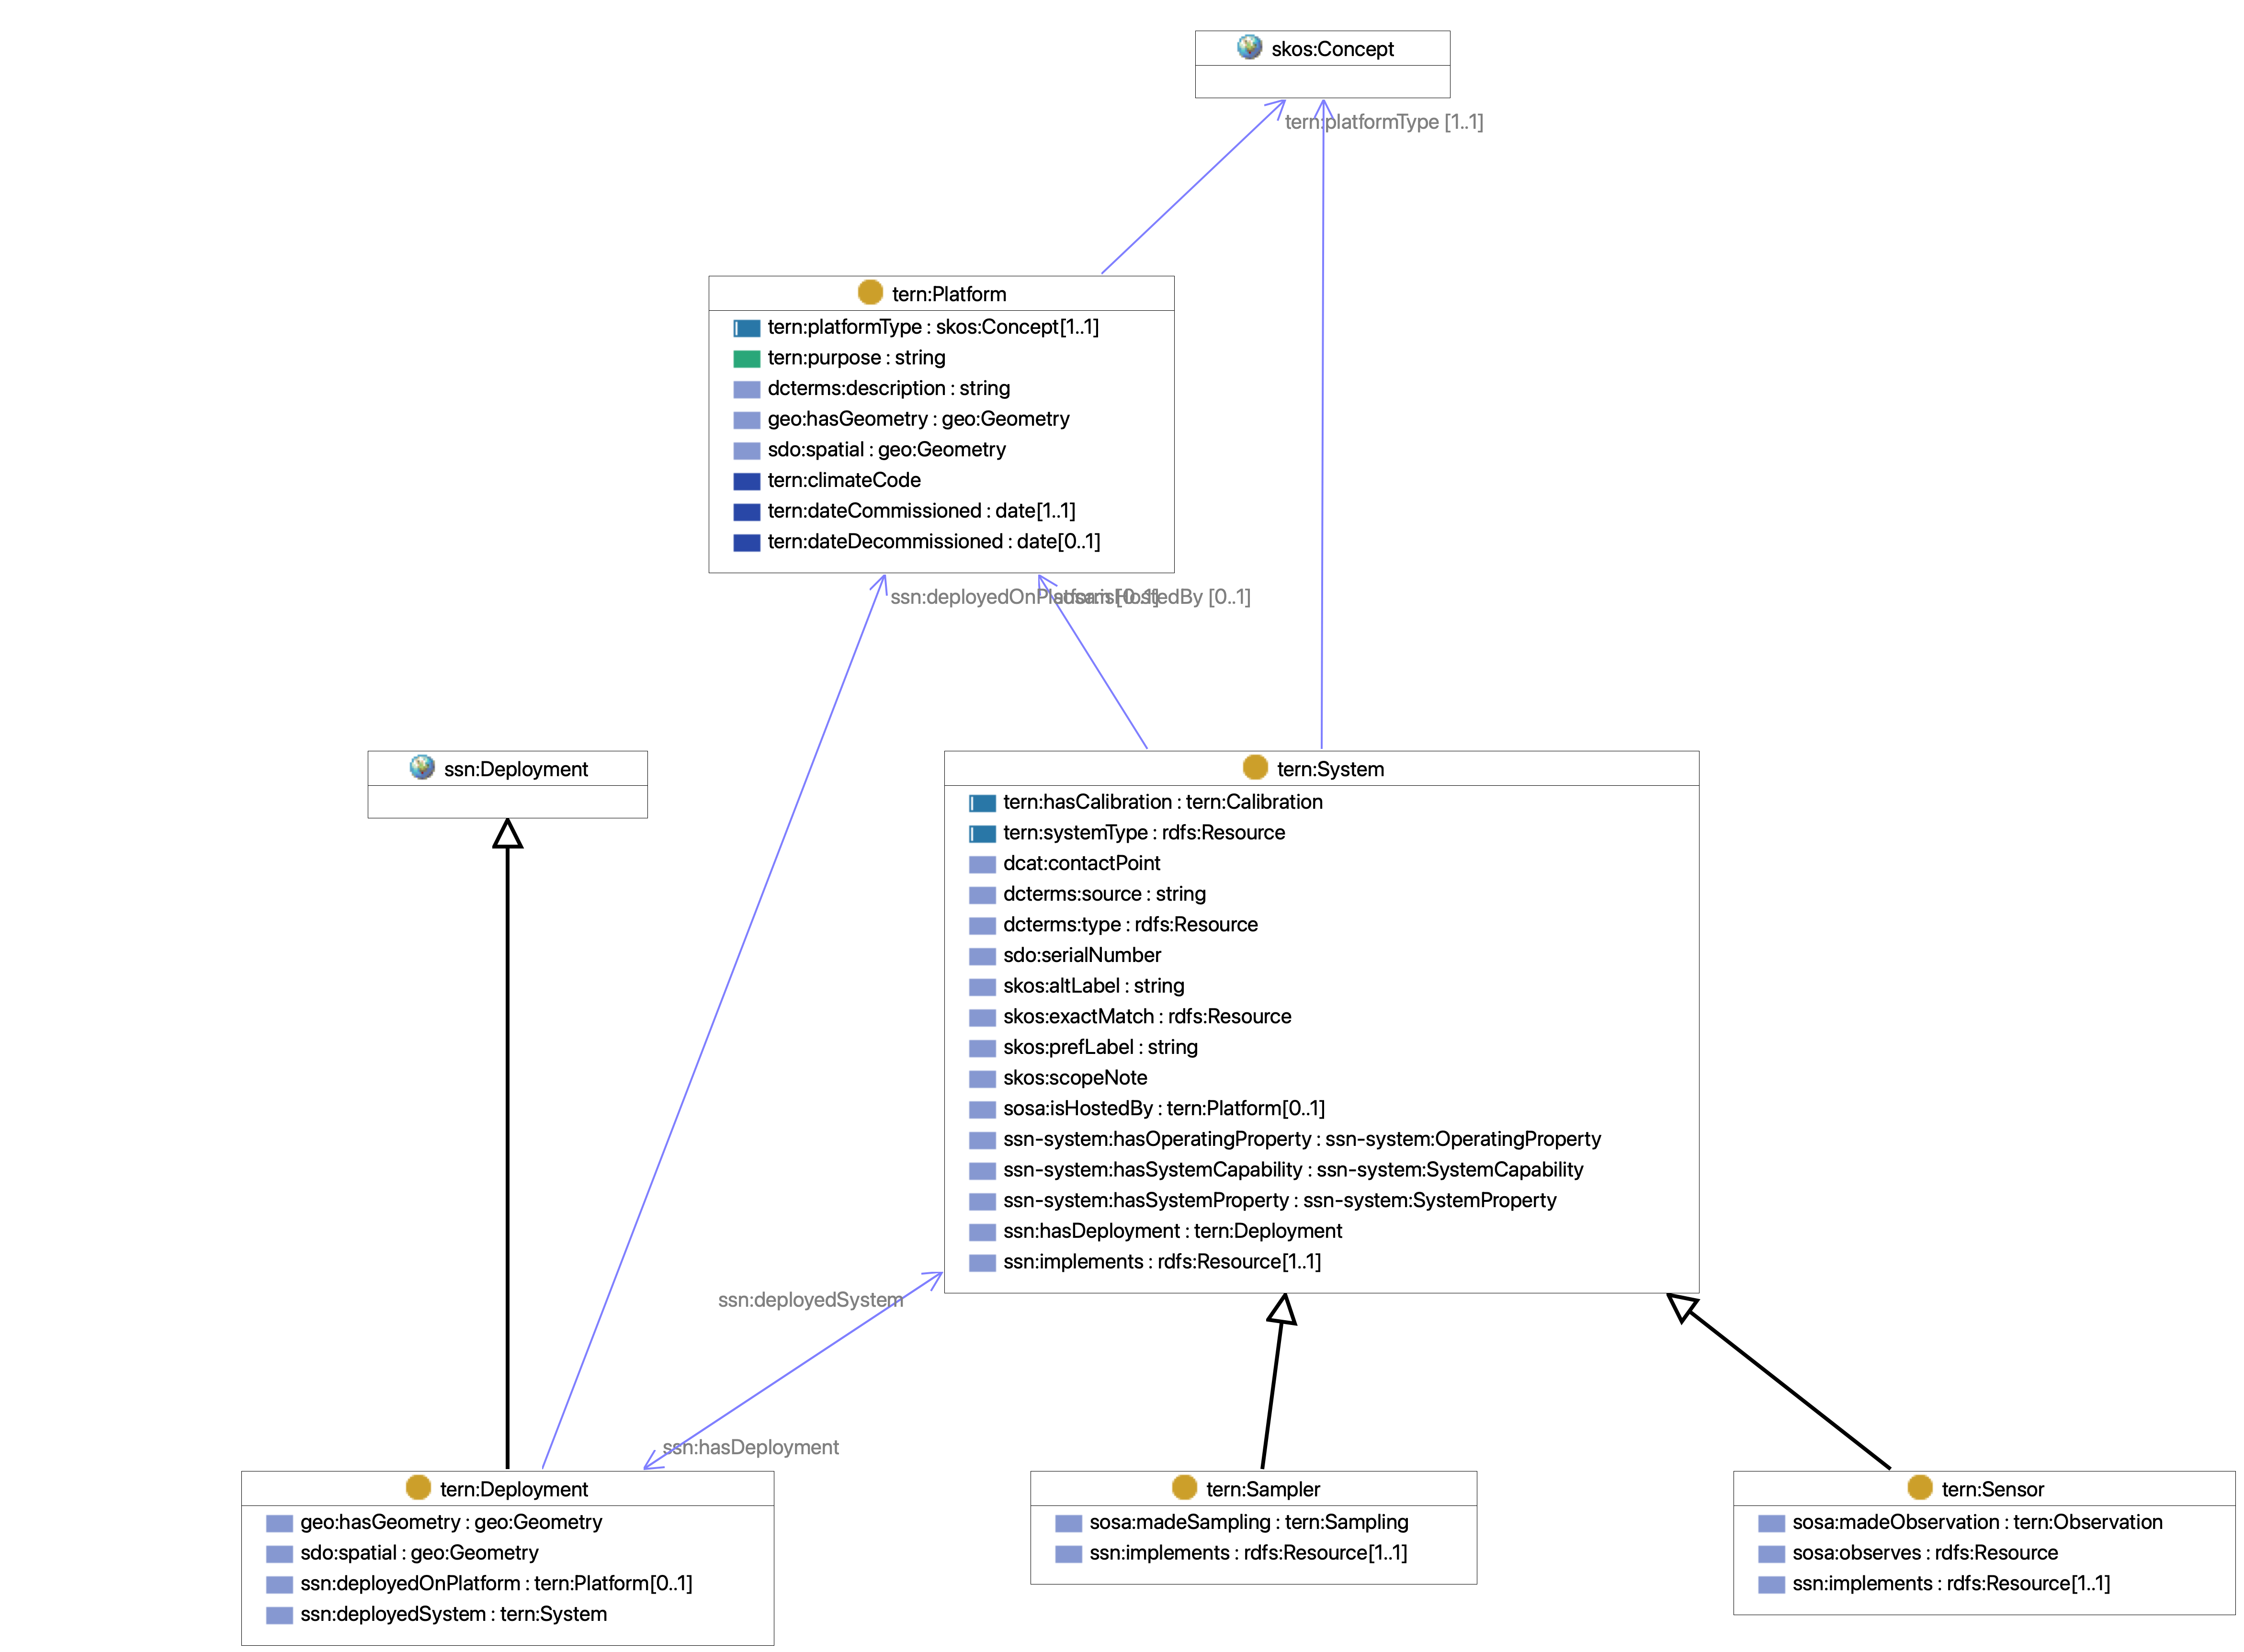 skos:Concept
tern:platformType [1..1]
tern:Platform
tern:platformType : skos:Concept[1..1]
tern:purpose : string
dcterms:description : string
geo:hasGeometry : geo:Geometry
sdo:spatial : geo:Geometry
tern:climateCode
tern:dateCommissioned : date[1..1]
tern:dateDecommissioned : date[0..1]
ssn:deployedOnPlatform [0..1]
sosa:isHostedBy [0..1]
ssn:Deployment
tern:System
tern:hasCalibration : tern:Calibration
tern:systemType : rdfs:Resource
dcat:contactPoint
dcterms:source : string
dcterms:type : rdfs:Resource
sdo:serialNumber
skos:altLabel : string
skos:exactMatch : rdfs:Resource
skos:prefLabel : string
skos:scopeNote
sosa:isHostedBy : tern:Platform[0..1]
ssn-system:hasOperatingProperty : ssn-system:OperatingProperty
ssn-system:hasSystemCapability : ssn-system:SystemCapability
ssn-system:hasSystemProperty : ssn-system:SystemProperty
ssn:hasDeployment : tern:Deployment
ssn:implements : rdfs:Resource[1..1]
ssn:deployedSystem
ssn:hasDeployment
tern:Deployment
geo:hasGeometry : geo:Geometry
sdo:spatial : geo:Geometry
ssn:deployedOnPlatform : tern:Platform[0..1]
ssn:deployedSystem : tern:System
tern:Sampler
sosa:madeSampling : tern:Sampling
ssn:implements : rdfs:Resource[1..1]
tern:Sensor
sosa:madeObservation : tern:Observation
sosa:observes : rdfs:Resource
ssn:implements : rdfs:Resource[1..1]